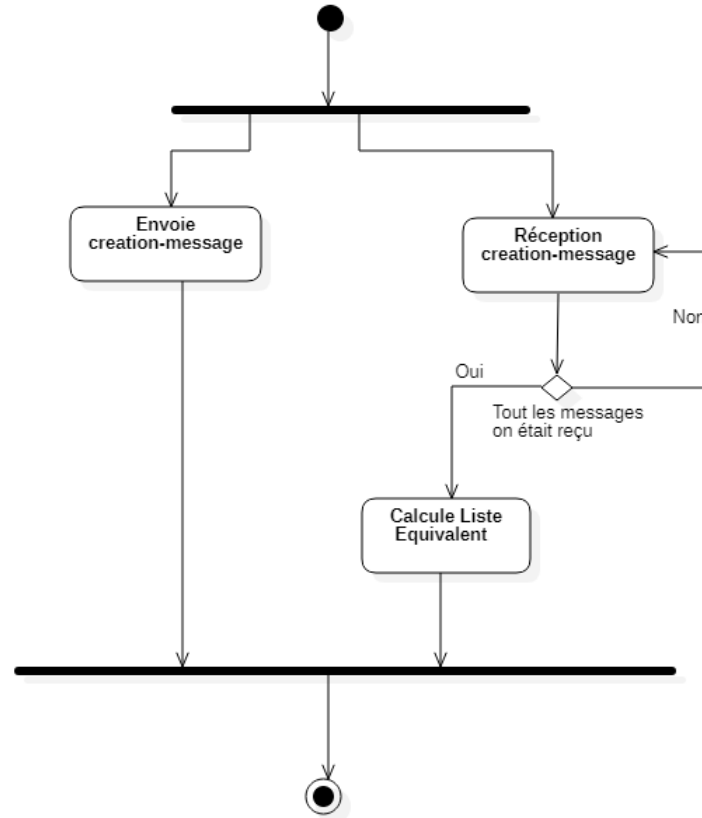 Envoie
creation-message
Réception
creation-message
Nor
Oui
Tout les messages
on était reçu
Calcule Liste
Equivalent